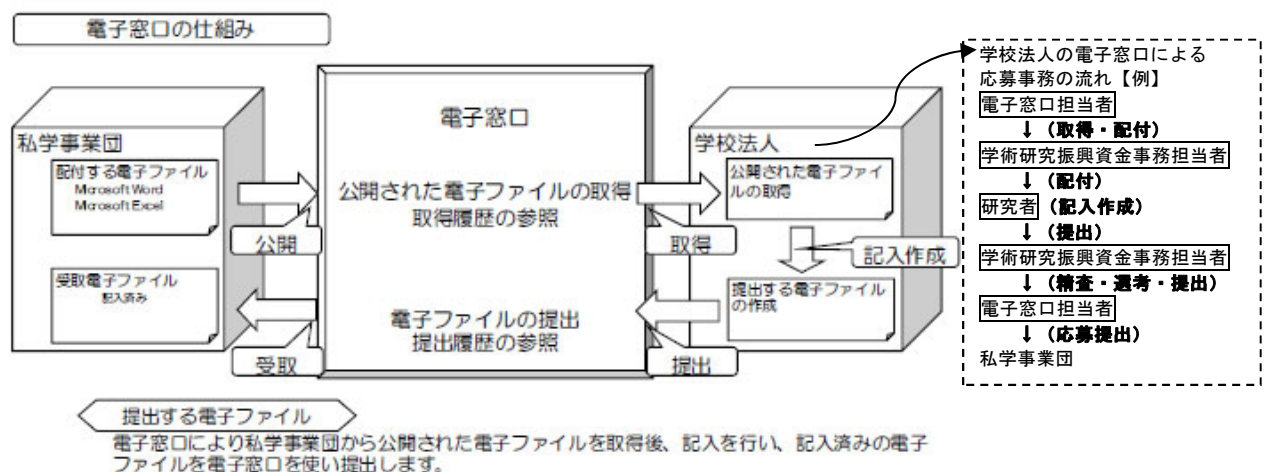 電子窓口の仕組み
私学事業団
配付する電子ファイル
Microsoft Word
Microsoft Excel
公開
受取電子ファイル
記入済み
受取
電子窓口
公開された電子ファイルの取得
取得履歴の参照
電子ファイルの提出
提出履歴の参照
学校法人
公開された電子ファイ
ルの取得
取得
記入作成
提出する電子ファイル
の作成
提出
学校法人の電子窓口による
応募事務の流れ【例】
電子窓口担当者
↓（取得・配付）
学術研究振興資金事務担当者
↓（配付）
研究者（記入作成）
↓（提出）
学術研究振興資金事務担当者
↓（精査・選考・提出）
電子窓口担当者
↓（応募提出）
私学事業団
提出する電子ファイル
電子窓口により私学事業団から公開された電子ファイルを取得後、記入を行い、記入済みの電子
ファイルを電子窓口を使い提出します。